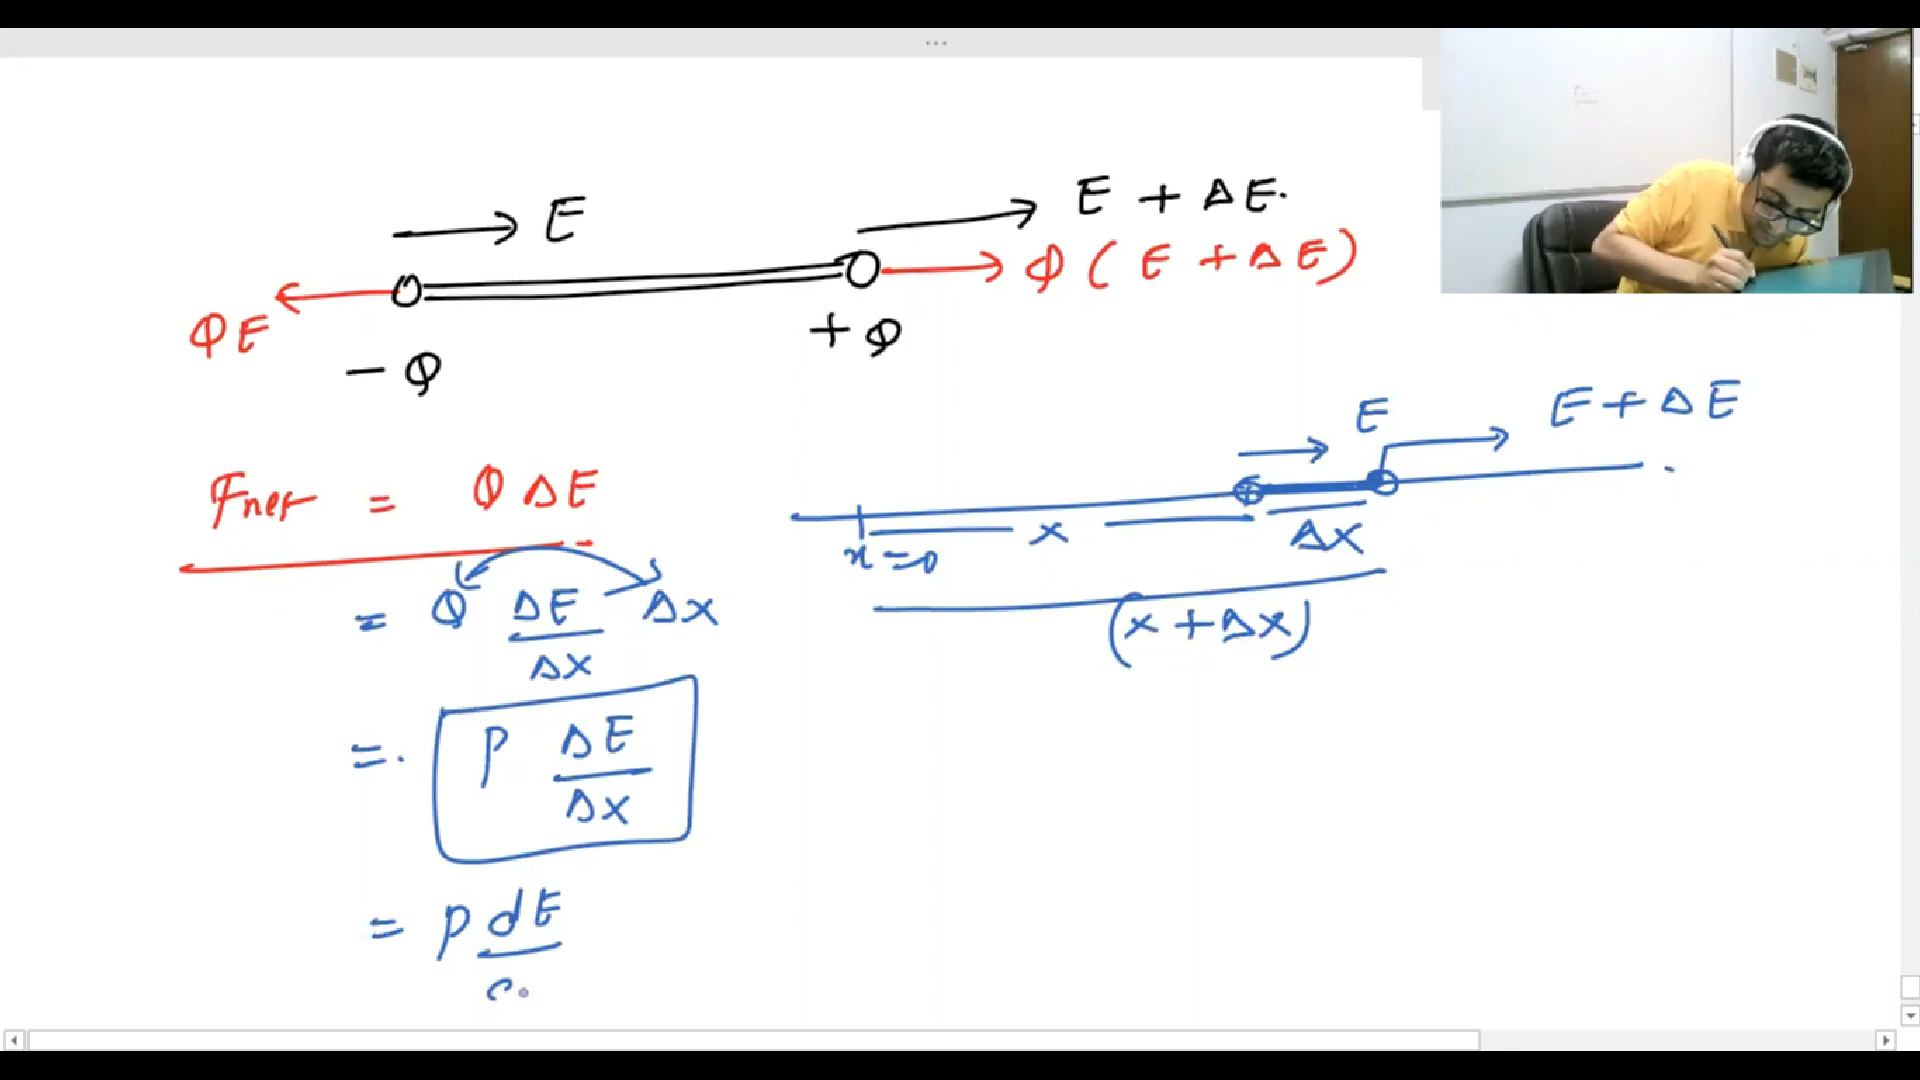 E
E + ΔE.
Q ( E + ΔE )
QE
- Q
+ Q
E
E + ΔE
Fnet = Q ΔE
x
Δx
x=0
= Q ΔE/Δx Δx
(x + Δx)
=. P ΔE/Δx
= P dE